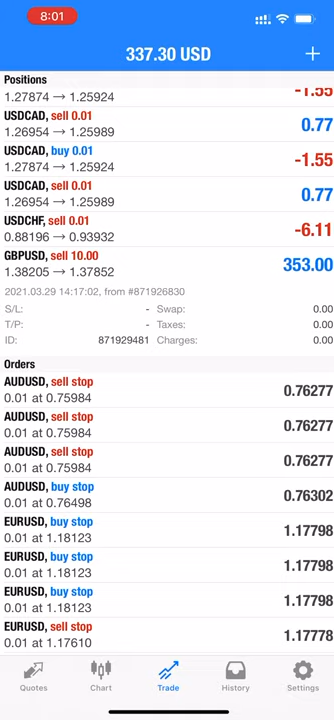 8:01
337.30 USD +
Positions
1.27874 → 1.25924 -1.55
USDCAD, sell 0.01
1.26954 → 1.25989 0.77
USDCAD, buy 0.01
1.27874 → 1.25924 -1.55
USDCAD, sell 0.01
1.26954 → 1.25989 0.77
USDCHF, sell 0.01
0.88196 → 0.93932 -6.11
GBPUSD, sell 10.00
1.38205 → 1.37852 353.00
2021.03.29 14:17:02, from #871926830
S/L: - Swap: 0.00
T/P: - Taxes: 0.00
ID: 871929481 Charges: 0.00
Orders
AUDUSD, sell stop
0.01 at 0.75984 0.76277
AUDUSD, sell stop
0.01 at 0.75984 0.76277
AUDUSD, sell stop
0.01 at 0.75984 0.76277
AUDUSD, buy stop
0.01 at 0.76498 0.76302
EURUSD, buy stop
0.01 at 1.18123 1.17798
EURUSD, buy stop
0.01 at 1.18123 1.17798
EURUSD, buy stop
0.01 at 1.18123 1.17798
EURUSD, sell stop
0.01 at 1.17610 1.17778
Quotes Chart Trade History Settings